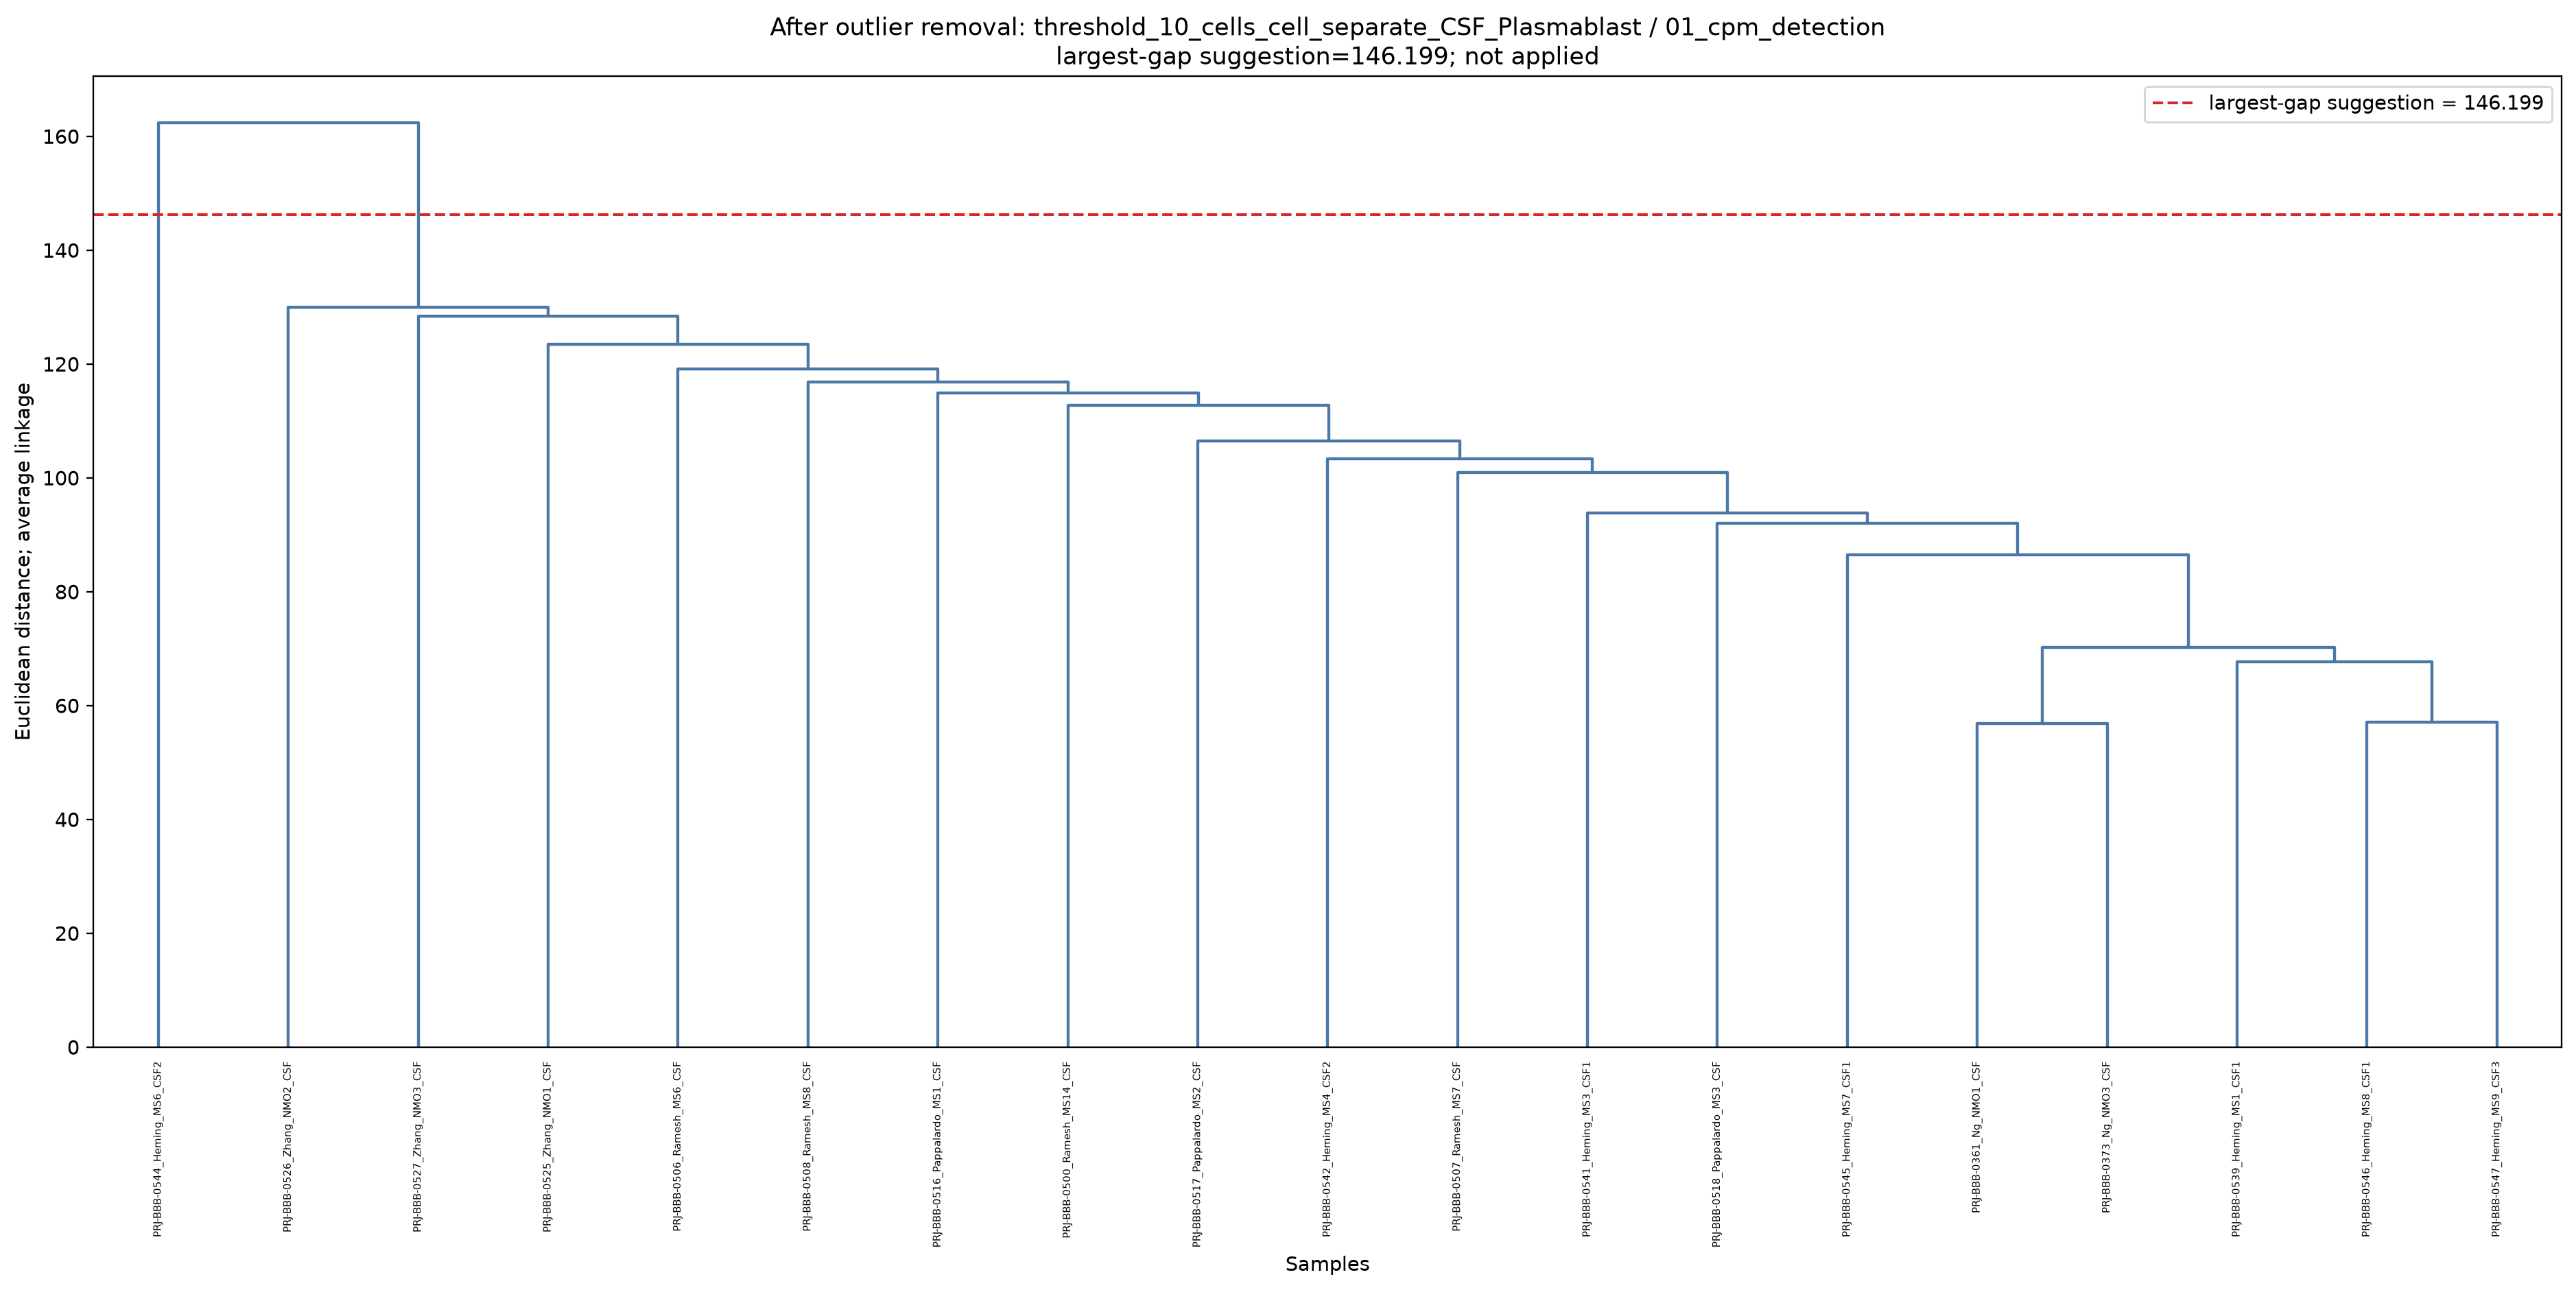 After outlier removal: threshold_10_cells_cell_separate_CSF_Plasmablast / 01_cpm_detection
largest-gap suggestion=146.199; not applied
largest-gap suggestion = 146.199
Euclidean distance; average linkage
160
140
120
100
80
60
40
20
0
PRJ-BBB-0544_Heming_MS6_CSF2
PRJ-BBB-0526_Zhang_NMO2_CSF
PRJ-BBB-0527_Zhang_NMO3_CSF
PRJ-BBB-0525_Zhang_NMO1_CSF
PRJ-BBB-0506_Ramesh_MS6_CSF
PRJ-BBB-0508_Ramesh_MS8_CSF
PRJ-BBB-0516_Pappalardo_MS1_CSF
PRJ-BBB-0500_Ramesh_MS14_CSF
PRJ-BBB-0517_Pappalardo_MS2_CSF
PRJ-BBB-0542_Heming_MS4_CSF2
PRJ-BBB-0507_Ramesh_MS7_CSF
PRJ-BBB-0541_Heming_MS3_CSF1
PRJ-BBB-0518_Pappalardo_MS3_CSF
PRJ-BBB-0545_Heming_MS7_CSF1
PRJ-BBB-0361_Ng_NMO1_CSF
PRJ-BBB-0373_Ng_NMO3_CSF
PRJ-BBB-0539_Heming_MS1_CSF1
PRJ-BBB-0546_Heming_MS8_CSF1
PRJ-BBB-0547_Heming_MS9_CSF3
Samples